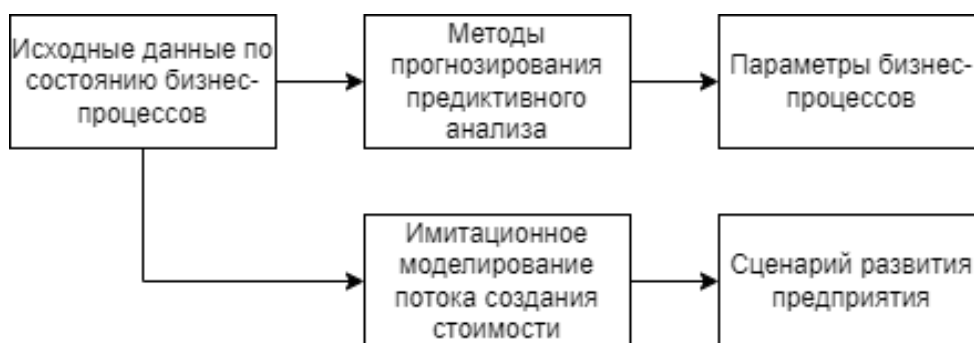 Исходные данные по
состоянию бизнес-
процессов
Методы
прогнозирования
предиктивного
анализа
Параметры бизнес-
процессов
Имитационное
моделирование
потока создания
стоимости
Сценарий развития
предприятия